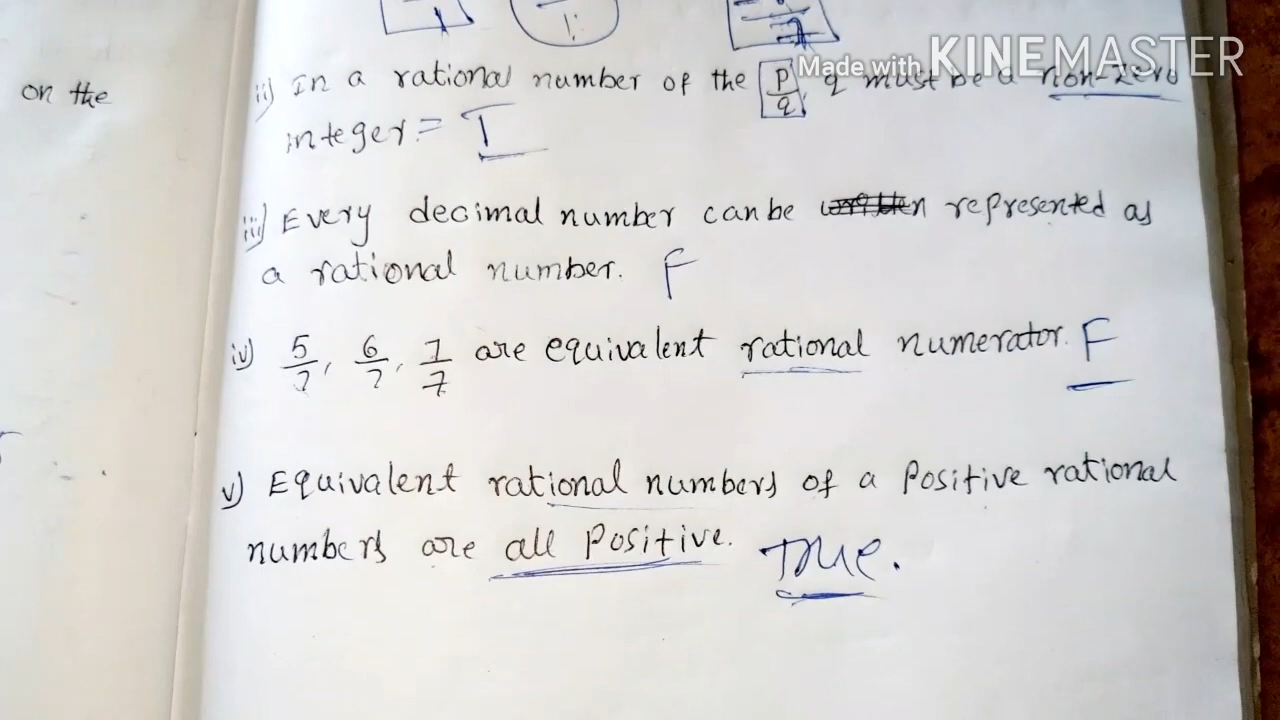 Made with KINEMASTER
on the
ii) In a rational number of the p/q, q must be a non-zero
integer = T
iii) Every decimal number can be represented as
a rational number. F
iv) 5/7, 6/7, 7/7 are equivalent rational numerator. F
v) Equivalent rational numbers of a Positive rational
numbers are all Positive. True.